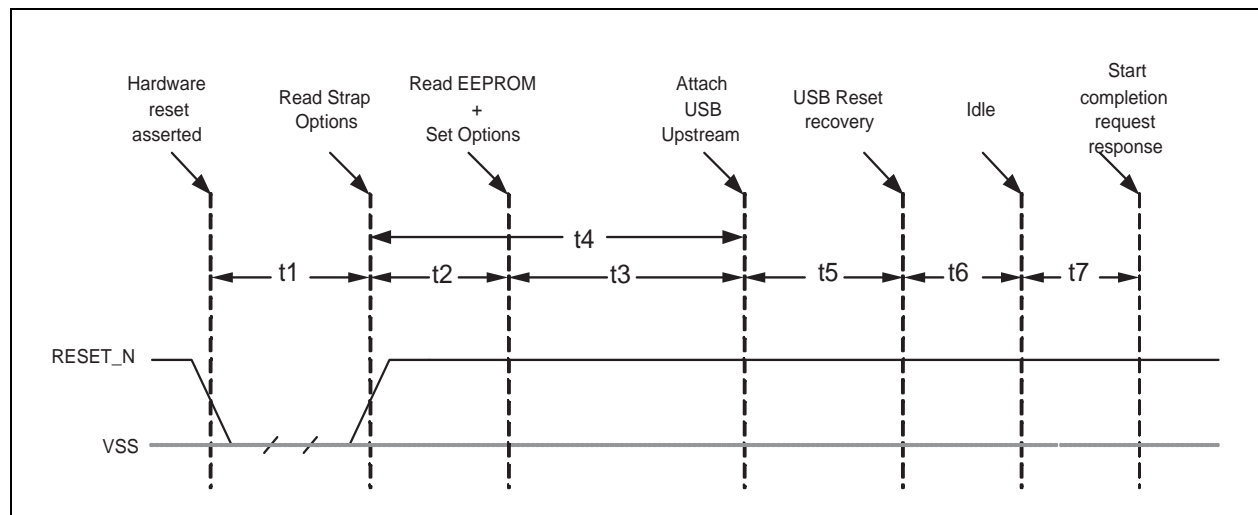 Hardware
reset
asserted
Read Strap
Options
Read EEPROM
+
Set Options
Attach
USB
Upstream
USB Reset
recovery
Idle
Start
completion
request
response
t4
t1
t2
t3
t5
t6
t7
RESET_N
VSS